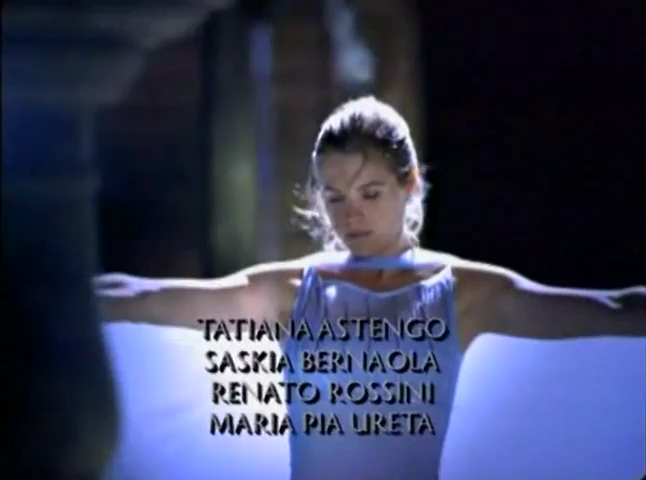 TATIANA ASTENGO
SASKIA BERNAOLA
RENATO ROSSINI
MARIA PIA URETA